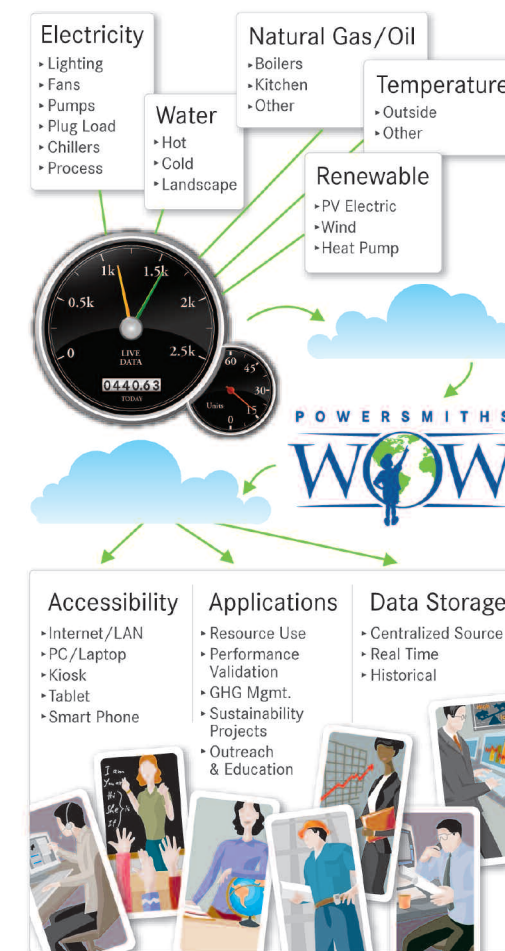 Electricity
Lighting
Fans
Pumps
Plug Load
Chillers
Process
Water
Hot
Cold
Landscape
Natural Gas/Oil
Boilers
Kitchen
Other
Temperature
Outside
Other
Renewable
PV Electric
Wind
Heat Pump
0
0.5k
1k
1.5k
2k
2.5k
LIVE
DATA
0440.63
TODAY
60
45
30
15
0
Units
POWERSMITHS
WOW
Accessibility
Internet/LAN
PC/Laptop
Kiosk
Tablet
Smart Phone
Applications
Resource Use
Performance
Validation
GHG Mgmt.
Sustainability
Projects
Outreach
& Education
Data Storage
Centralized Source
Real Time
Historical
I am